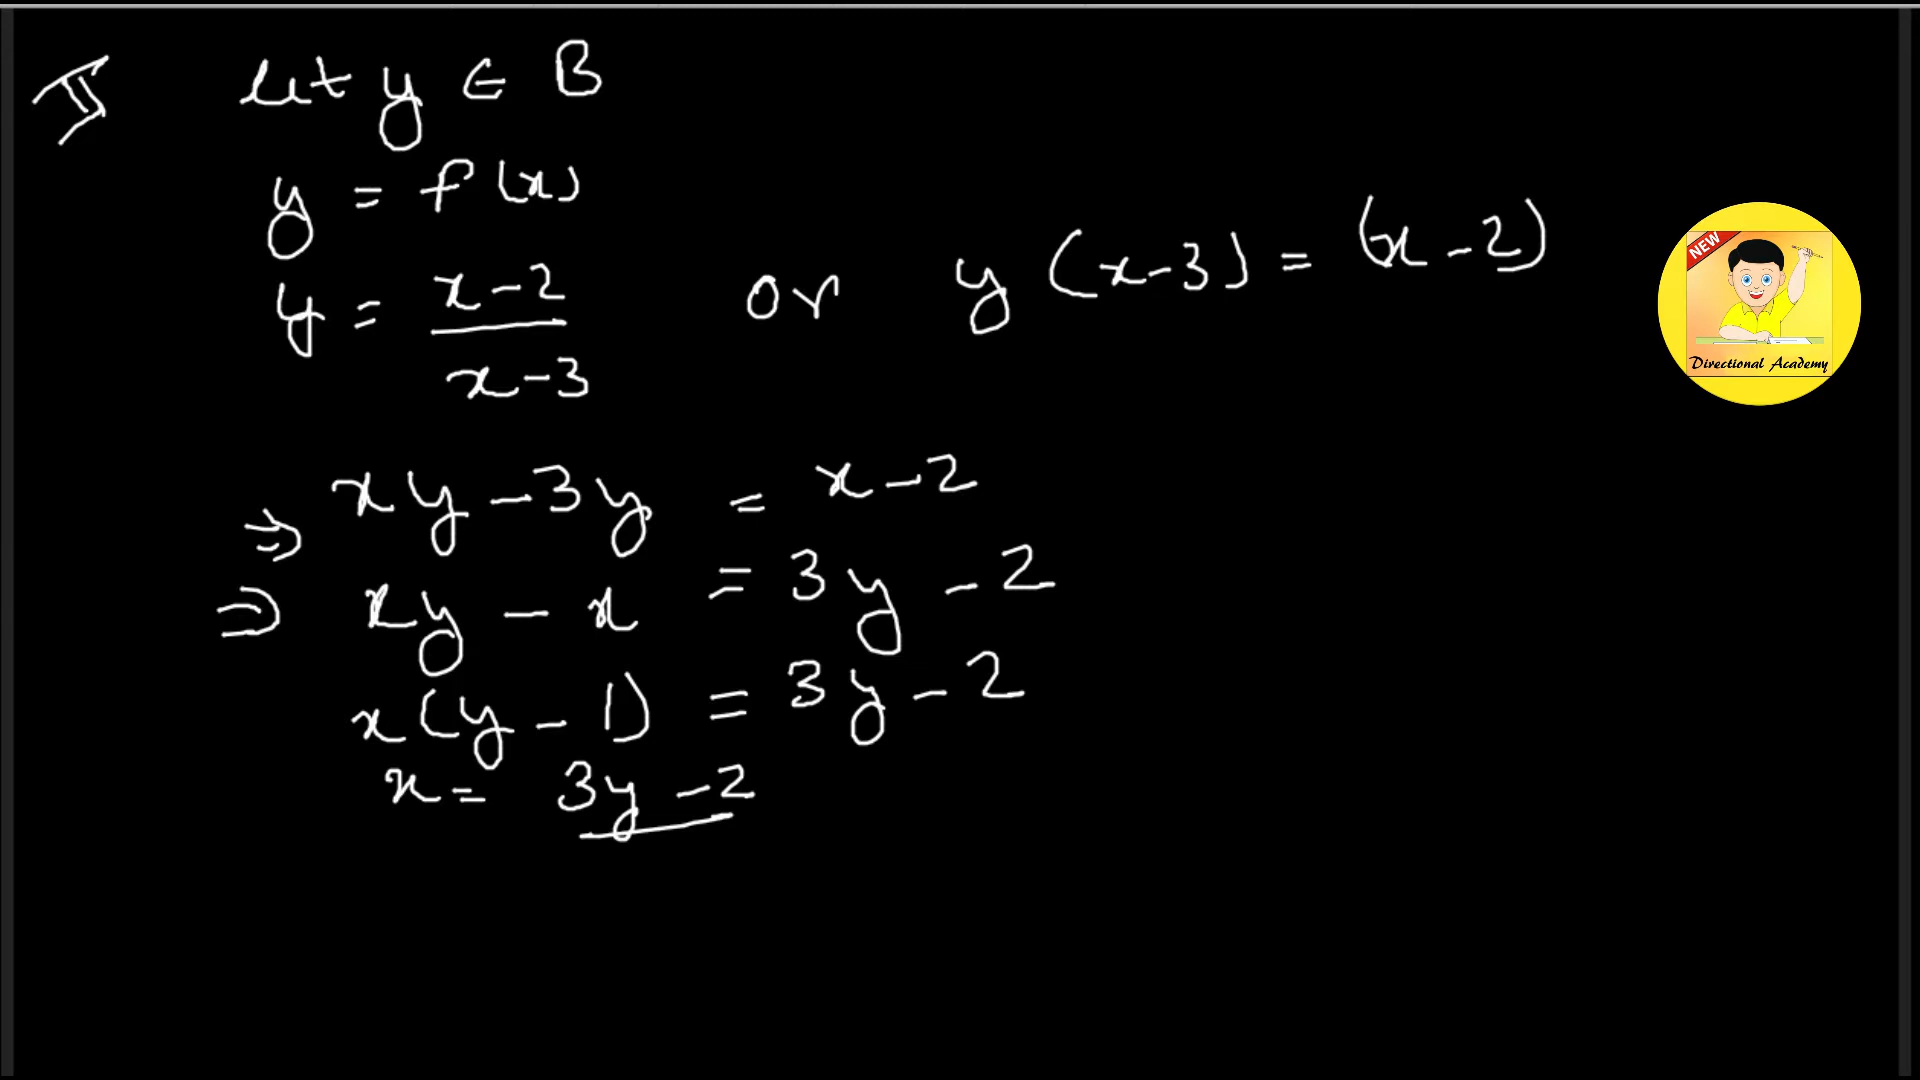 II let y ∈ B
y = f(x)
y = x-2 / x-3 or y (x-3) = (x-2)
NEW
Directional Academy
⇒ xy - 3y = x - 2
⇒ xy - x = 3y - 2
x(y - 1) = 3y - 2
x = 3y - 2